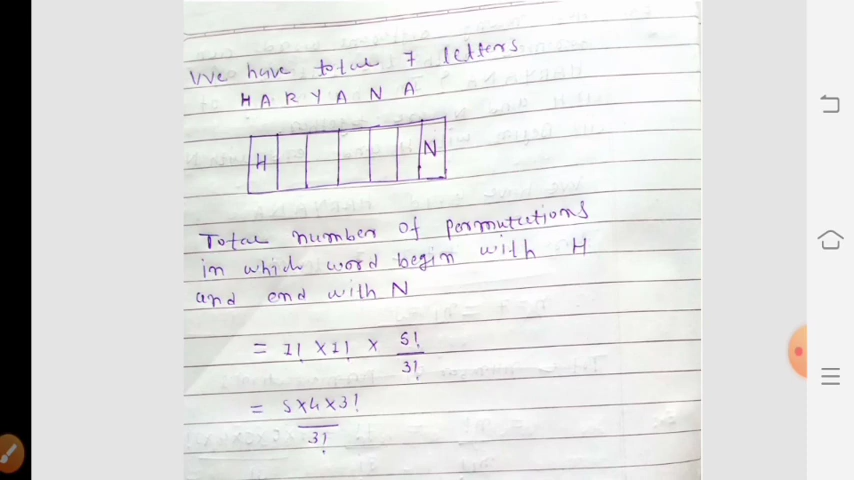 We have total 7 letters
H A R Y A N A
H N
Total number of permutations
in which word begin with H
and end with N
= 1! × 1! × 5!/3!
= 5×4×3!/3!